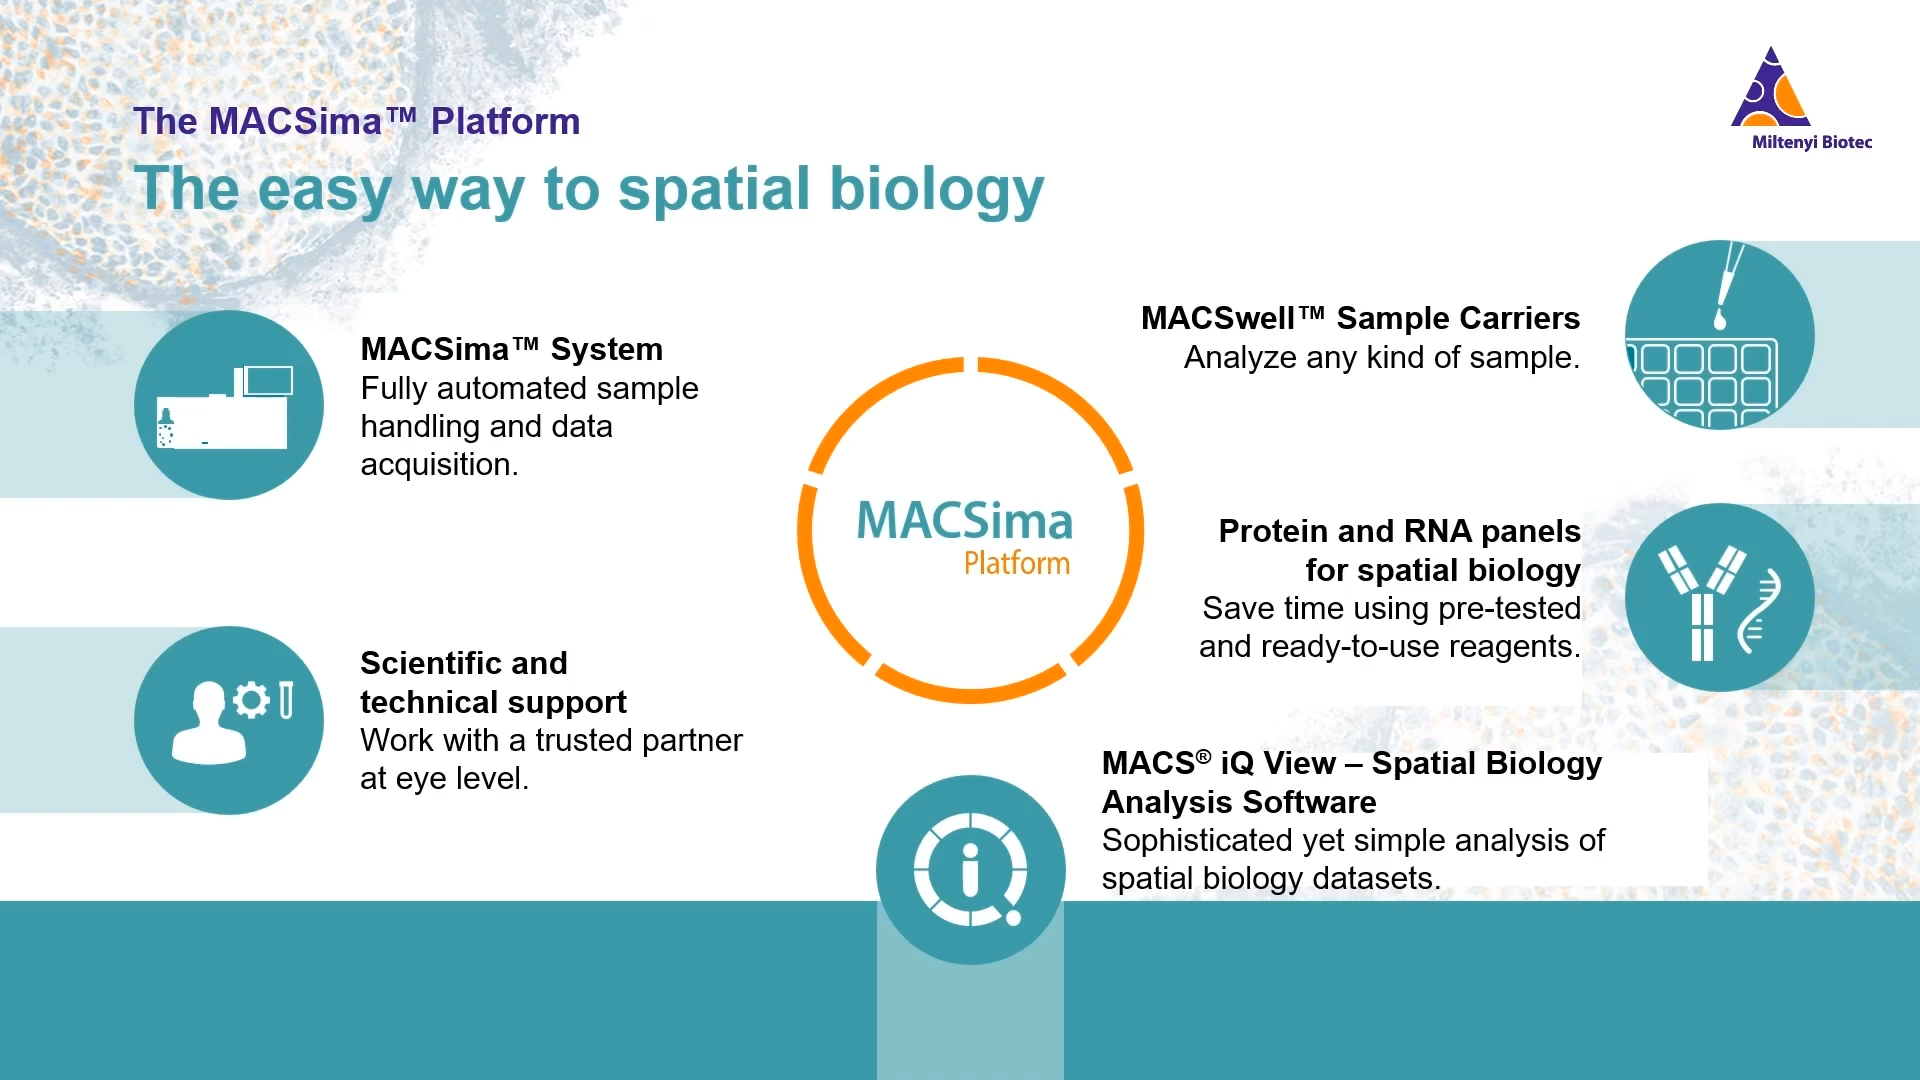 The MACSima™ Platform
The easy way to spatial biology
Miltenyi Biotec
MACSima™ System
Fully automated sample
handling and data
acquisition.
Scientific and
technical support
Work with a trusted partner
at eye level.
MACSima
Platform
MACSwell™ Sample Carriers
Analyze any kind of sample.
Protein and RNA panels
for spatial biology
Save time using pre-tested
and ready-to-use reagents.
MACS® iQ View – Spatial Biology
Analysis Software
Sophisticated yet simple analysis of
spatial biology datasets.